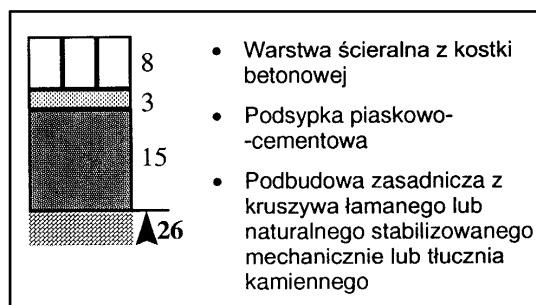 8
3
15
26
• Warstwa ścieralna z kostki
betonowej
• Podsypka piaskowo-
-cementowa
• Podbudowa zasadnicza z
kruszywa łamanego lub
naturalnego stabilizowanego
mechanicznie lub tłucznia
kamiennego